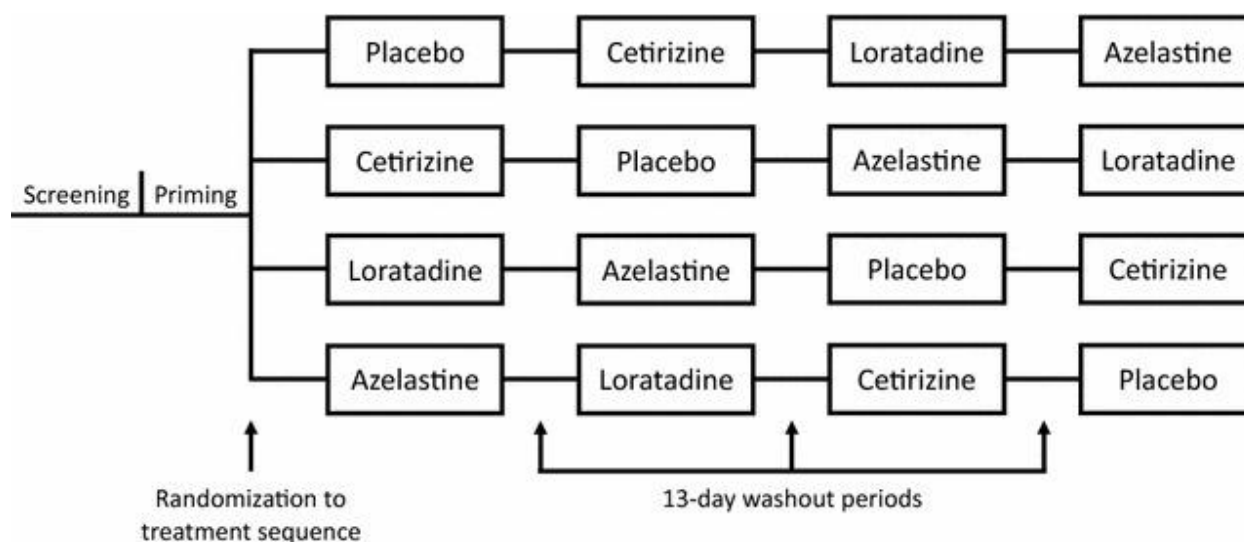 Placebo
Cetirizine
Loratadine
Azelastine
Cetirizine
Placebo
Azelastine
Loratadine
Screening
Priming
Loratadine
Azelastine
Placebo
Cetirizine
Azelastine
Loratadine
Cetirizine
Placebo
Randomization to
treatment sequence
13-day washout periods